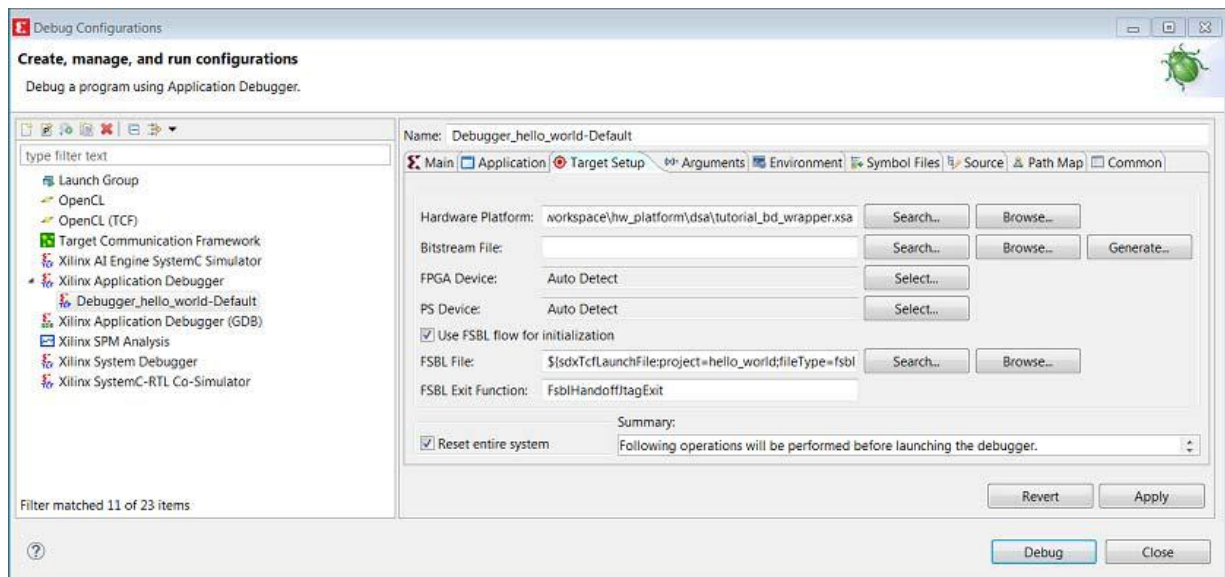 Debug Configurations
Create, manage, and run configurations
Debug a program using Application Debugger.
type filter text
Launch Group
OpenCL
OpenCL (TCF)
Target Communication Framework
Xilinx AI Engine SystemC Simulator
Xilinx Application Debugger
Debugger_hello_world-Default
Xilinx Application Debugger (GDB)
Xilinx SPM Analysis
Xilinx System Debugger
Xilinx SystemC-RTL Co-Simulator
Filter matched 11 of 23 items
Name: Debugger_hello_world-Default
Main Application Target Setup Arguments Environment Symbol Files Source Path Map Common
Hardware Platform: workspace\hw_platform\dsa\tutorial_bd_wrapper.xsa Search... Browse...
Bitstream File: Search... Browse... Generate...
FPGA Device: Auto Detect Select...
PS Device: Auto Detect Select...
Use FSBL flow for initialization
FSBL File: ${sdxTcfLaunchFile:project=hello_world;fileType=fsbl Search... Browse...
FSBL Exit Function: FsblHandoffJtagExit
Summary:
Reset entire system Following operations will be performed before launching the debugger.
Revert Apply
Debug Close